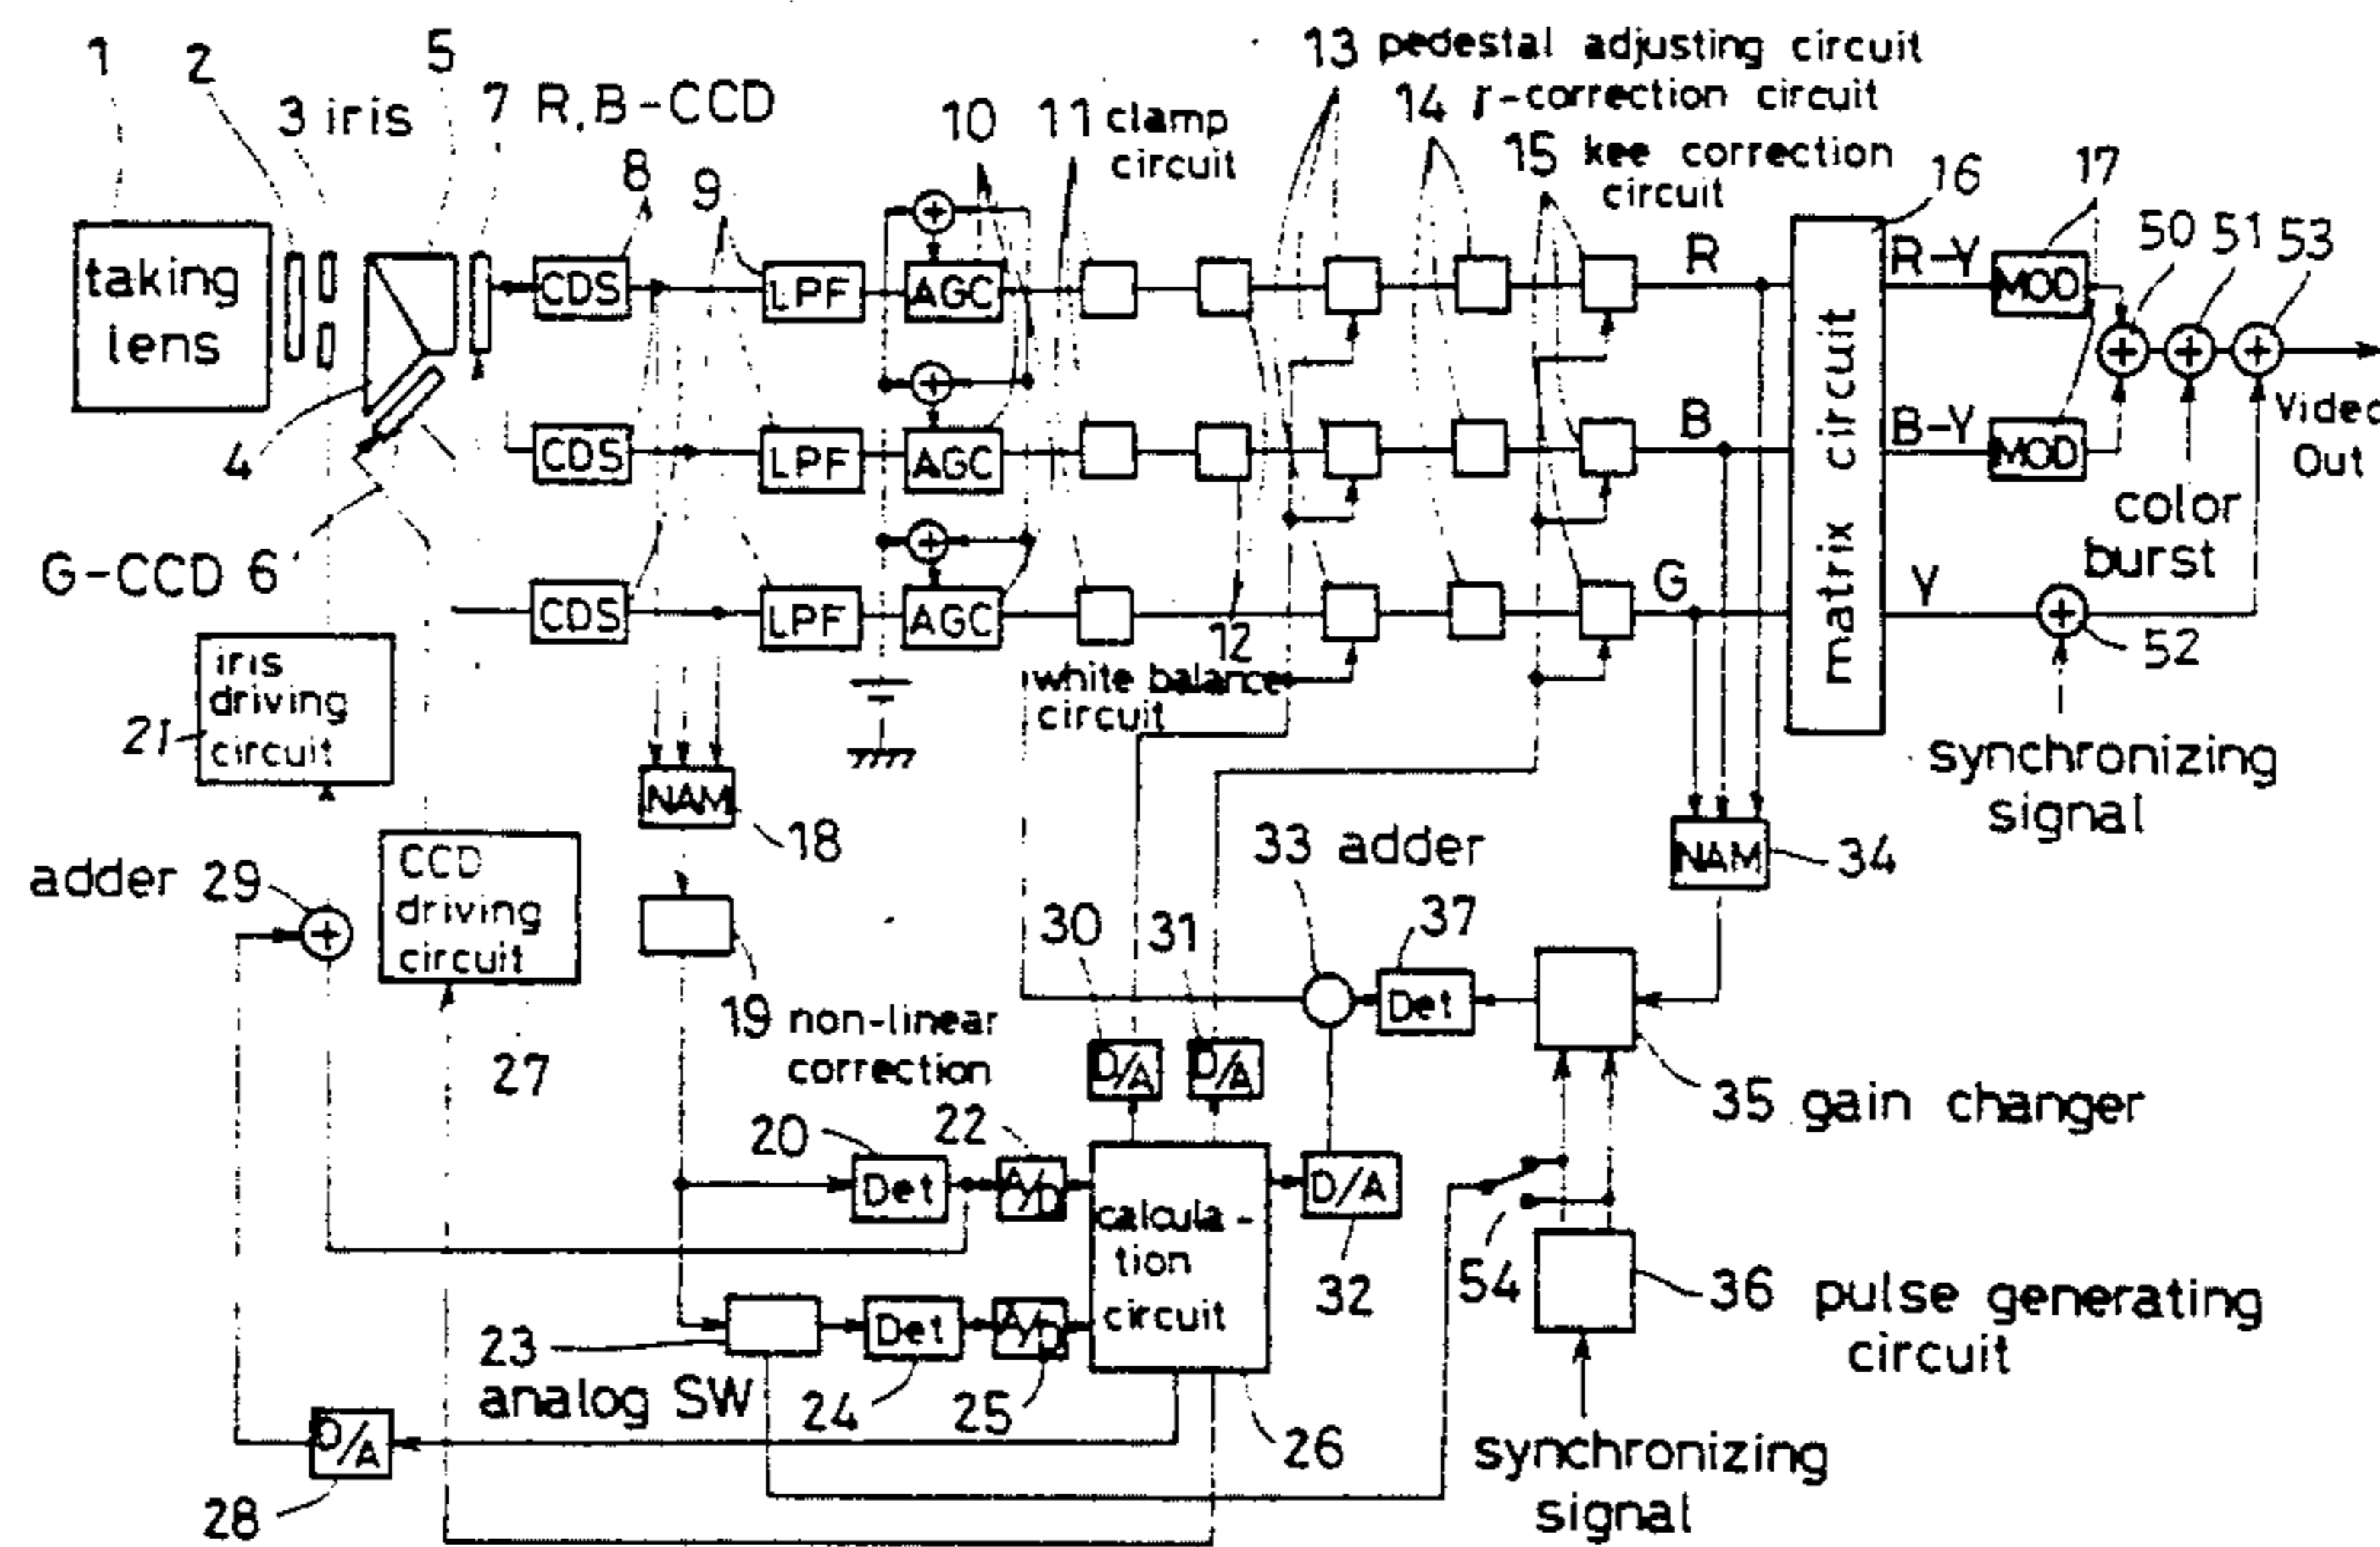 1
2
3 iris
5
7 R,B-CCD
8
9
10
11 clamp
circuit
13 pedestal adjusting circuit
14 γ-correction circuit
15 kee correction
circuit
16
17
50
51
53
taking
lens
CDS
LPF
AGC
R
R-Y
MOD
4
CDS
LPF
AGC
B
B-Y
MOD
Video
Out
matrix circuit
color
burst
G-CCD 6
CDS
LPF
AGC
12
white balance
circuit
G
Y
52
synchronizing
signal
iris
driving
circuit
21
NAM
18
NAM
34
adder 29
CCD
driving
circuit
27
19 non-linear
correction
30
31
33 adder
37
D/A
D/A
Det
35 gain changer
20
Det
22
A/D
calcula-
tion
circuit
D/A
32
54
36 pulse generating
circuit
23
analog SW
Det
24
A/D
25
26
synchronizing
signal
D/A
28